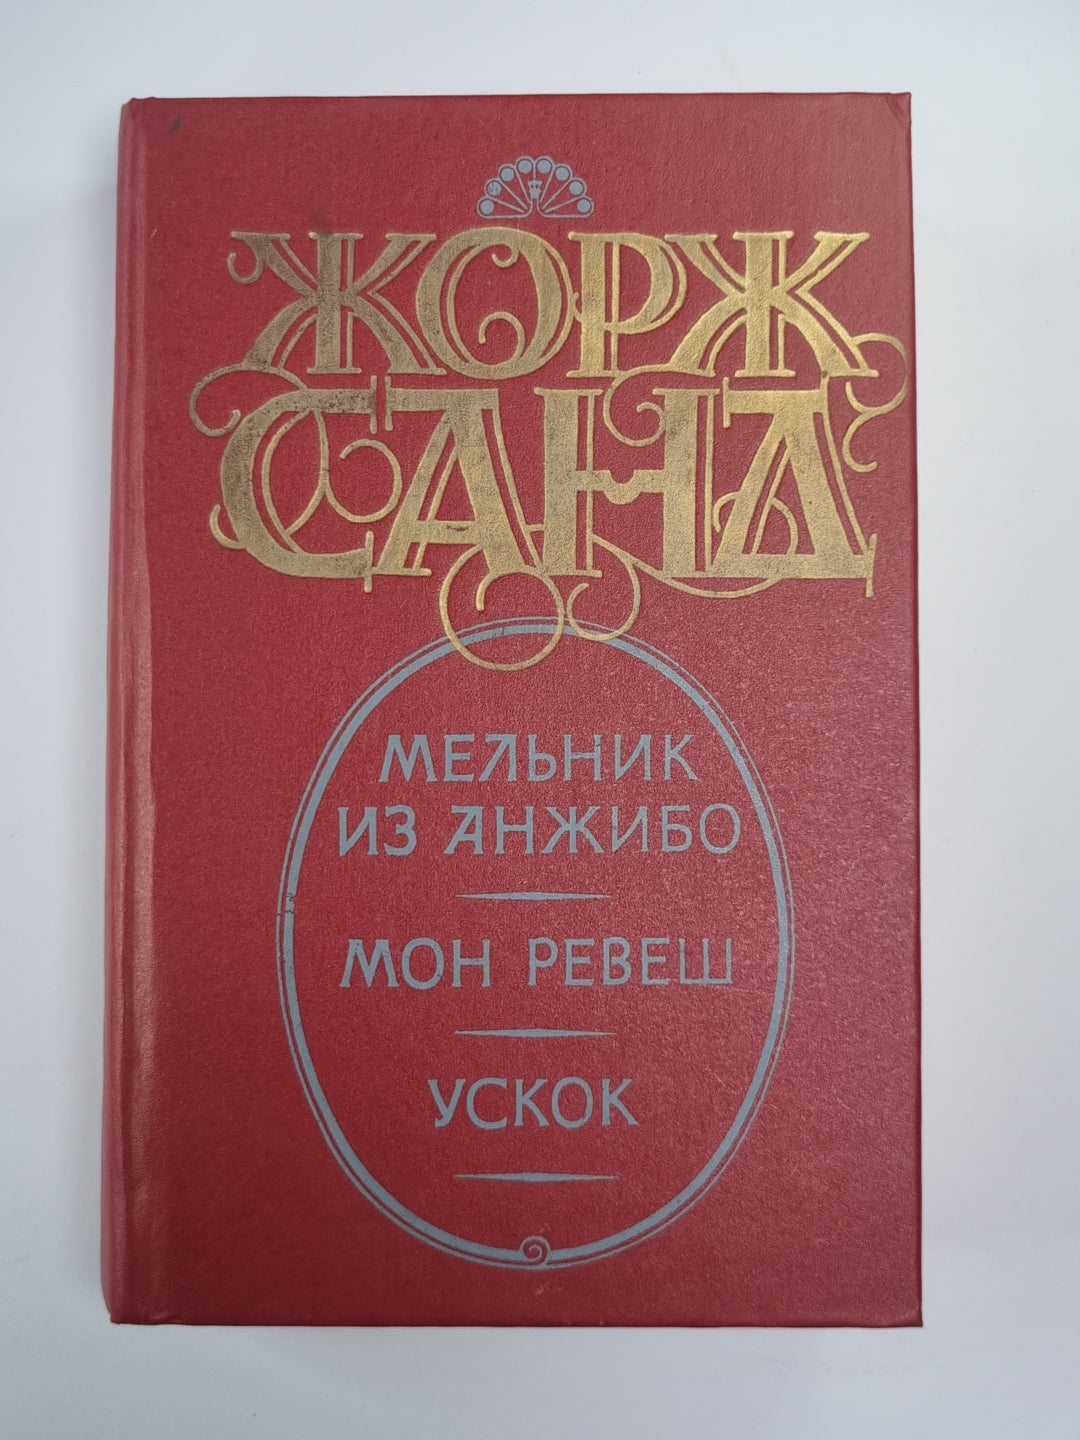 ЖОРЖ
САНД
МЕЛЬНИК
ИЗ АНЖИБО
МОН РЕВЕШ
УСКОК